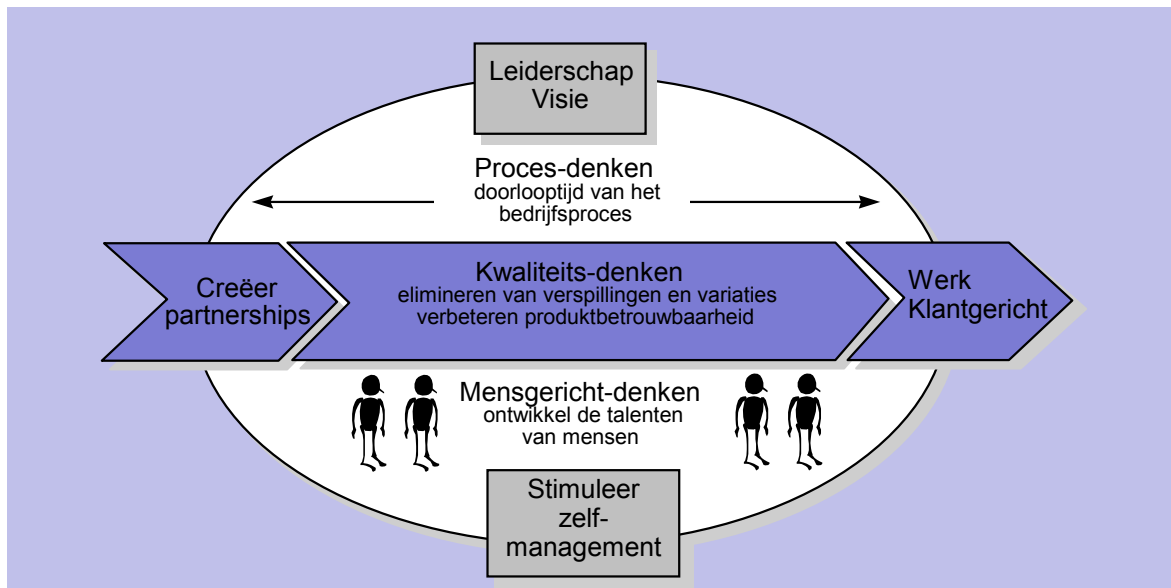 Leiderschap
Visie
Proces-denken
doorlooptijd van het
bedrijfsproces
Creëer
partnerships
Kwaliteits-denken
elimineren van verspillingen en variaties
verbeteren produktbetrouwbaarheid
Werk
Klantgericht
Mensgericht-denken
ontwikkel de talenten
van mensen
Stimuleer
zelf-
management